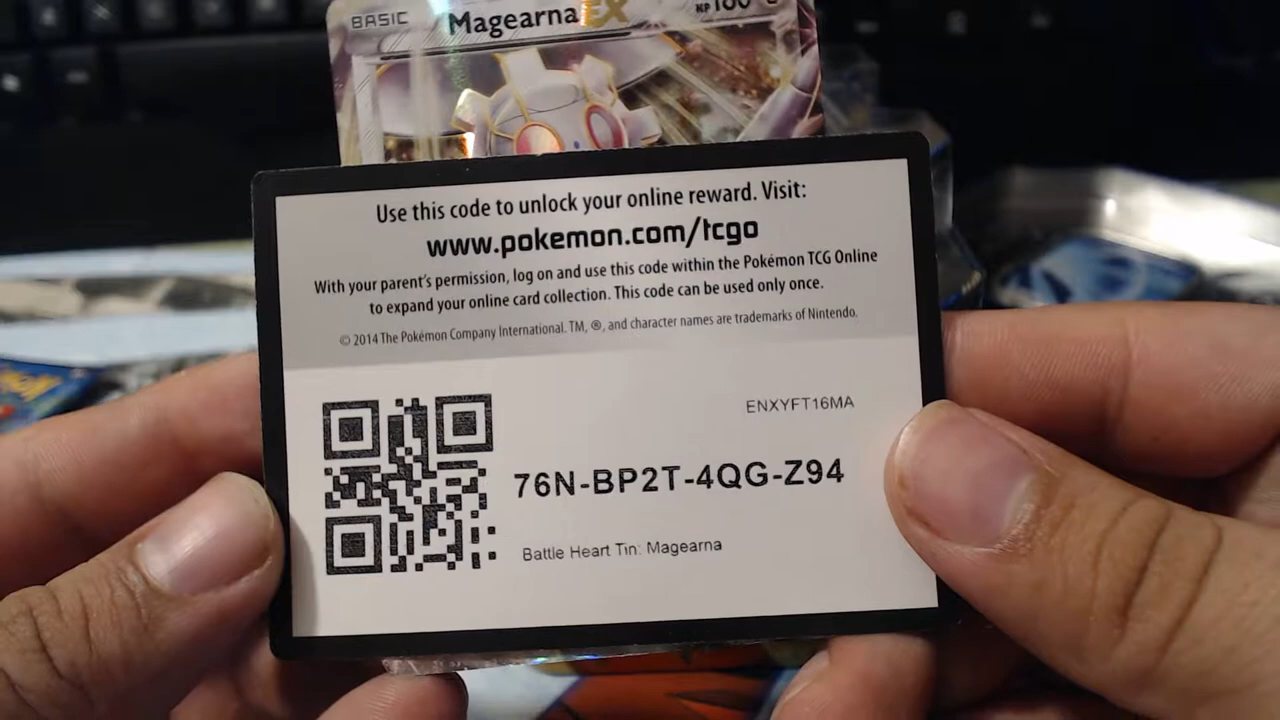 BASIC Magearna EX HP160
Use this code to unlock your online reward. Visit:
www.pokemon.com/tcgo
With your parent's permission, log on and use this code within the Pokémon TCG Online
to expand your online card collection. This code can be used only once.
© 2014 The Pokémon Company International. TM, ®, and character names are trademarks of Nintendo.
ENXYFT16MA
76N-BP2T-4QG-Z94
Battle Heart Tin: Magearna